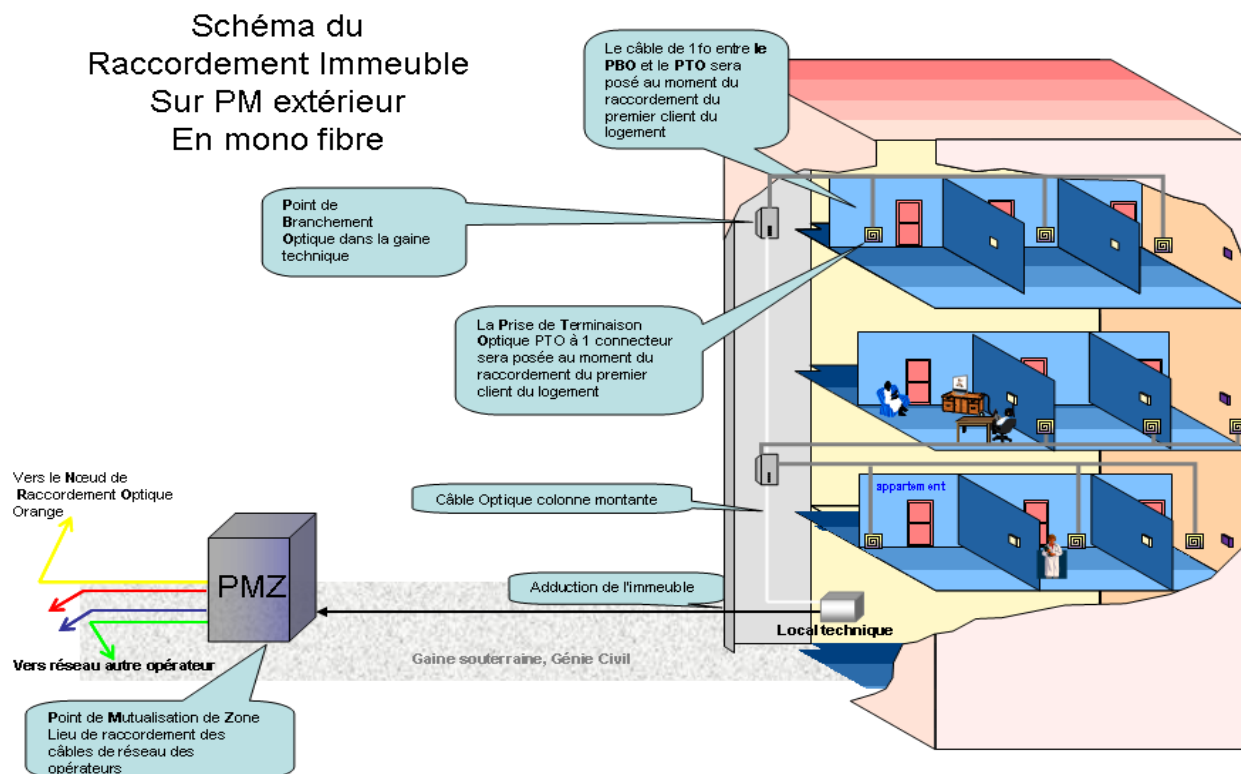 Schéma du
Raccordement Immeuble
Sur PM extérieur
En mono fibre
Le câble de 1fo entre le
PBO et le PTO sera
posé au moment du
raccordement du
premier client du
logement
Point de
Branchement
Optique dans la gaine
technique
La Prise de Terminaison
Optique PTO à 1 connecteur
sera posée au moment du
raccordement du premier
client du logement
Vers le Nœud de
Raccordement Optique
Orange
Câble Optique colonne montante
appartement
PMZ
Adduction de l'immeuble
Local technique
Vers réseau autre opérateur
Gaine souterraine, Génie Civil
Point de Mutualisation de Zone
Lieu de raccordement des
câbles de réseau des
opérateurs